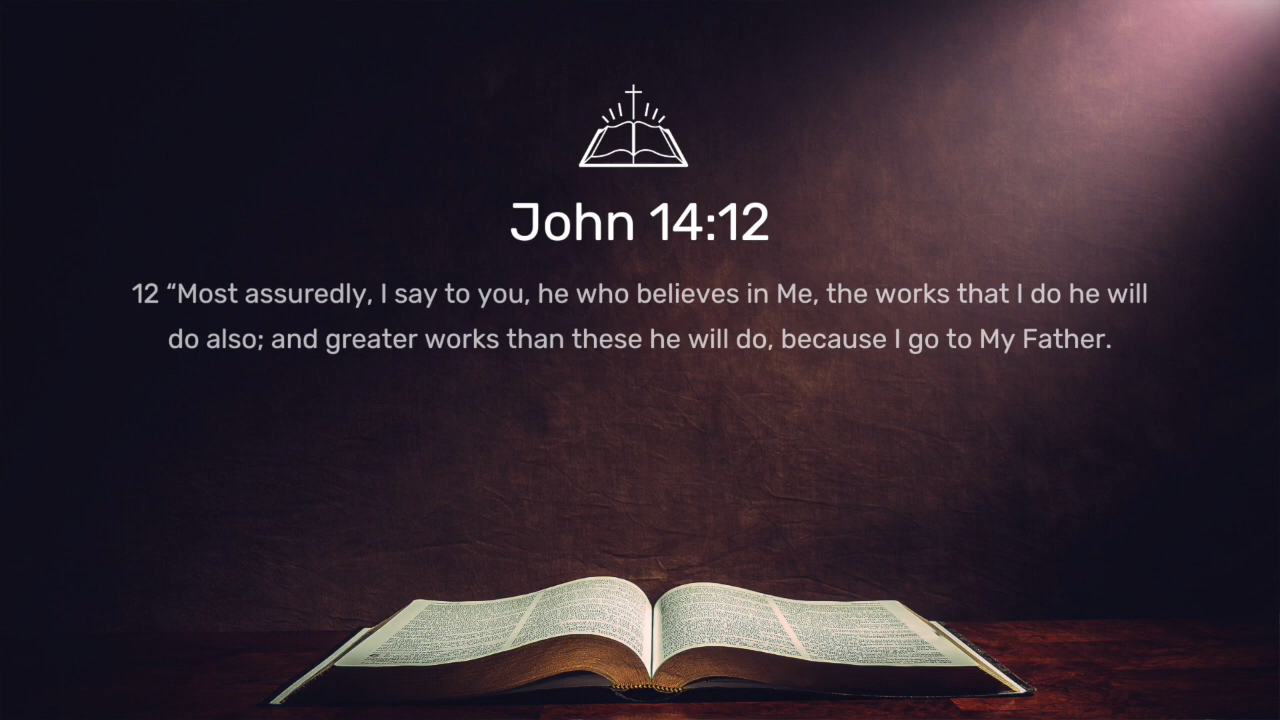 John 14:12
12 “Most assuredly, I say to you, he who believes in Me, the works that I do he will
do also; and greater works than these he will do, because I go to My Father.